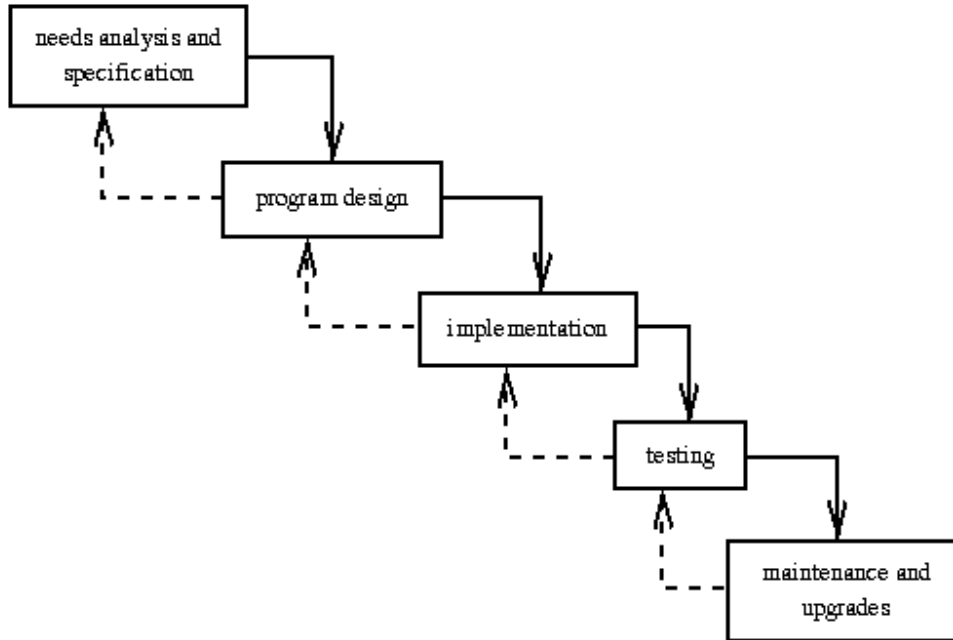 needs analysis and
specification
program design
implementation
testing
maintenance and
upgrades